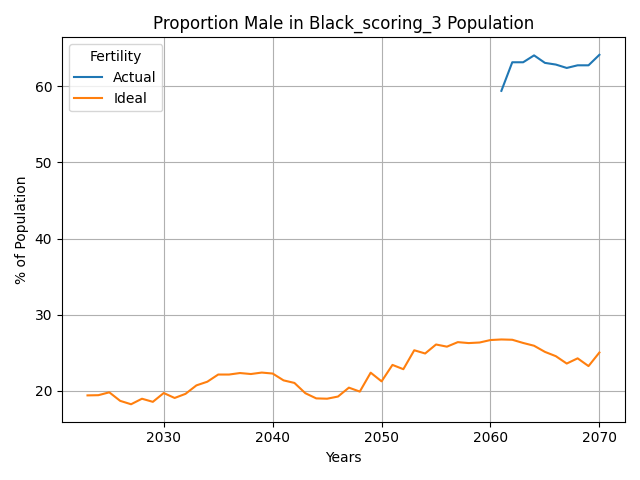 Proportion Male in Black_scoring_3 Population
Fertility
Actual
Ideal
60
50
40
30
20
% of Population
2030 2040 2050 2060 2070
Years